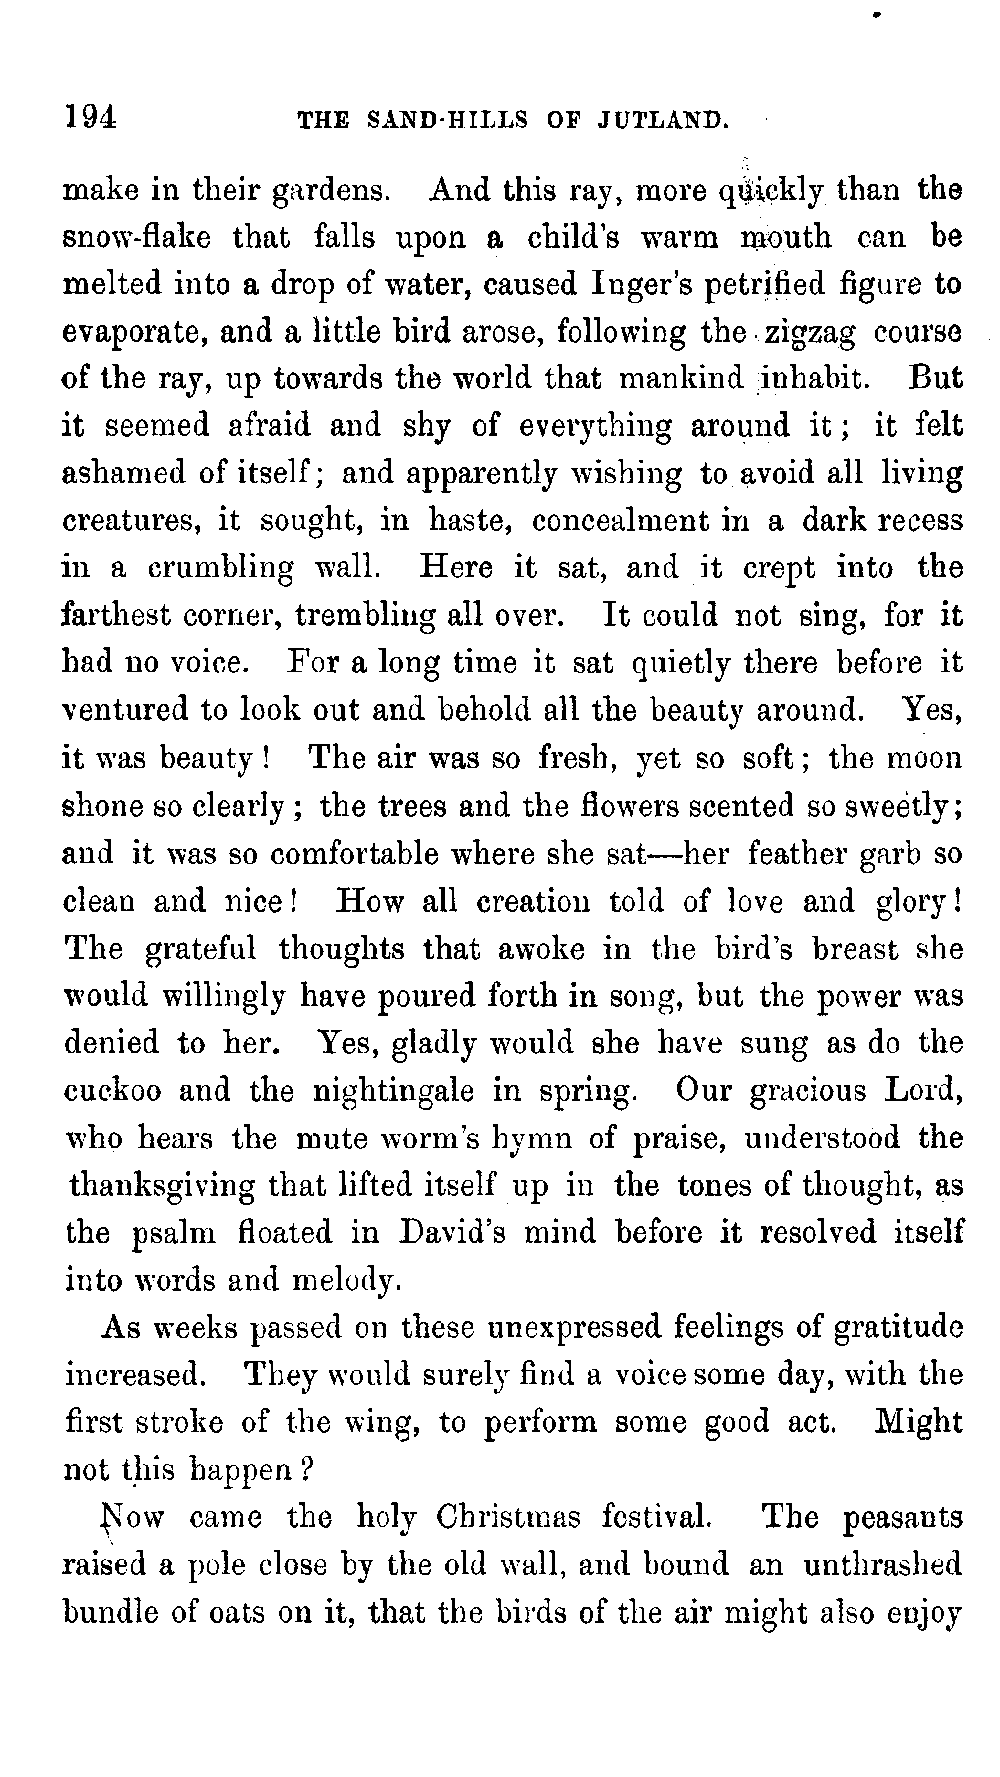 194 THE SAND-HILLS OF JUTLAND.
make in their gardens. And this ray, more quickly than the
snow-flake that falls upon a child's warm mouth can be
melted into a drop of water, caused Inger's petrified figure to
evaporate, and a little bird arose, following the zigzag course
of the ray, up towards the world that mankind inhabit. But
it seemed afraid and shy of everything around it; it felt
ashamed of itself; and apparently wishing to avoid all living
creatures, it sought, in haste, concealment in a dark recess
in a crumbling wall. Here it sat, and it crept into the
farthest corner, trembling all over. It could not sing, for it
had no voice. For a long time it sat quietly there before it
ventured to look out and behold all the beauty around. Yes,
it was beauty! The air was so fresh, yet so soft; the moon
shone so clearly; the trees and the flowers scented so sweetly;
and it was so comfortable where she sat—her feather garb so
clean and nice! How all creation told of love and glory!
The grateful thoughts that awoke in the bird's breast she
would willingly have poured forth in song, but the power was
denied to her. Yes, gladly would she have sung as do the
cuckoo and the nightingale in spring. Our gracious Lord,
who hears the mute worm's hymn of praise, understood the
thanksgiving that lifted itself up in the tones of thought, as
the psalm floated in David's mind before it resolved itself
into words and melody.
As weeks passed on these unexpressed feelings of gratitude
increased. They would surely find a voice some day, with the
first stroke of the wing, to perform some good act. Might
not this happen?
Now came the holy Christmas festival. The peasants
raised a pole close by the old wall, and bound an unthrashed
bundle of oats on it, that the birds of the air might also enjoy